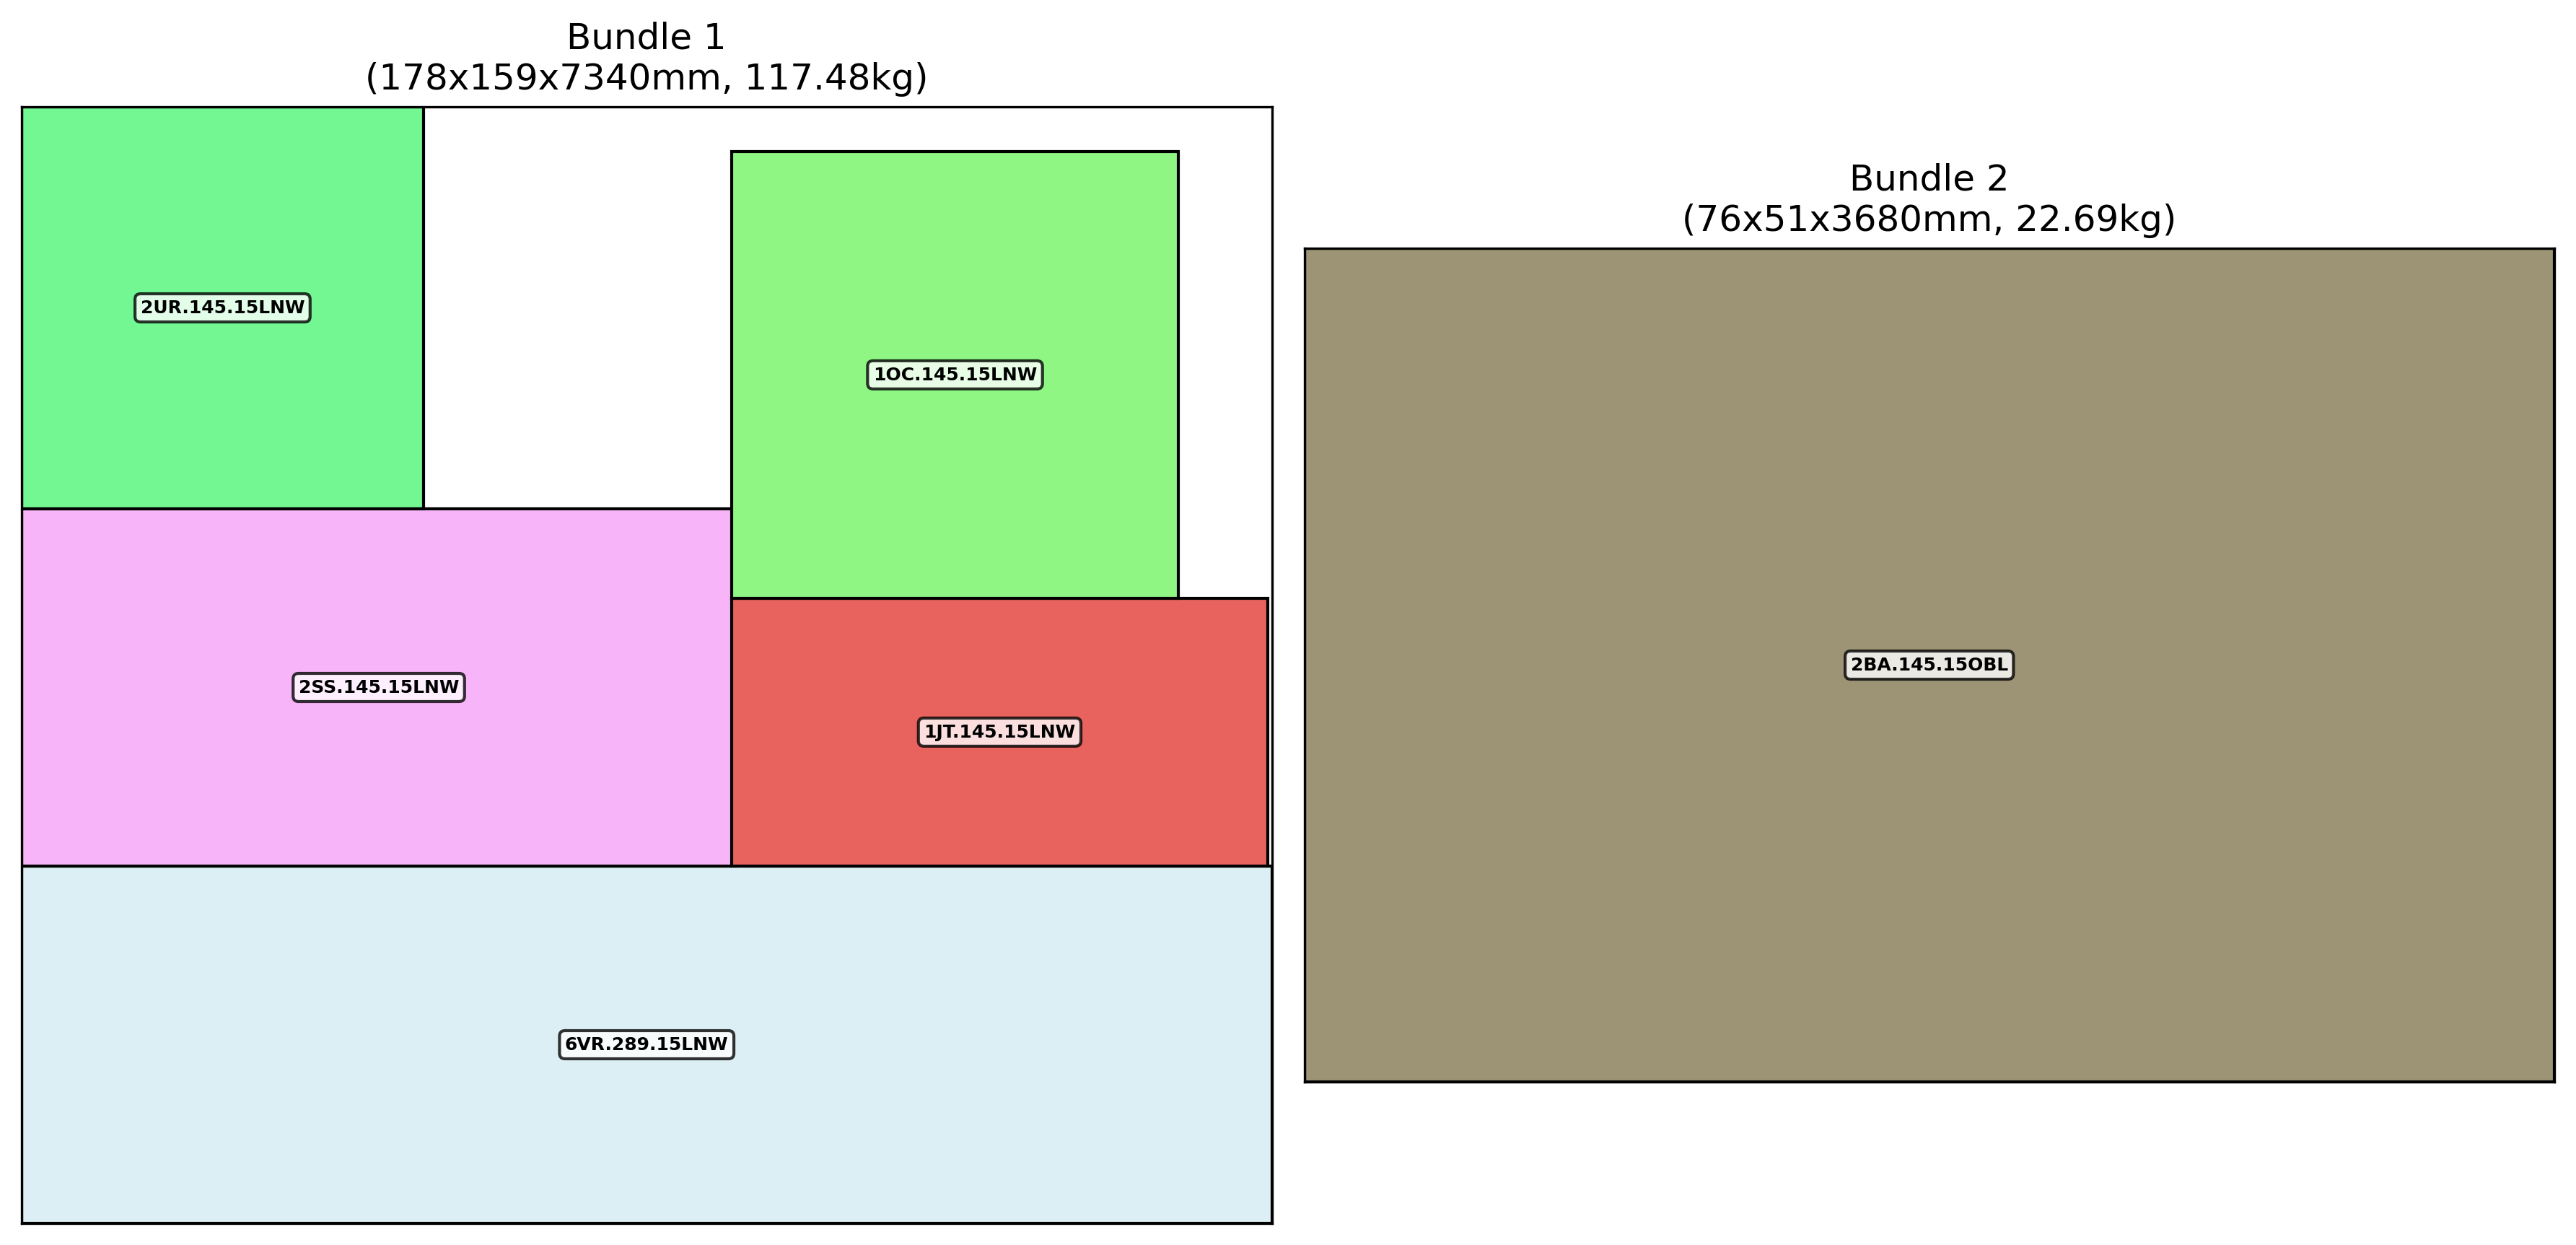 Bundle 1
(178x159x7340mm, 117.48kg)
2UR.145.15LNW
1OC.145.15LNW
2SS.145.15LNW
1JT.145.15LNW
6VR.289.15LNW
Bundle 2
(76x51x3680mm, 22.69kg)
2BA.145.15OBL